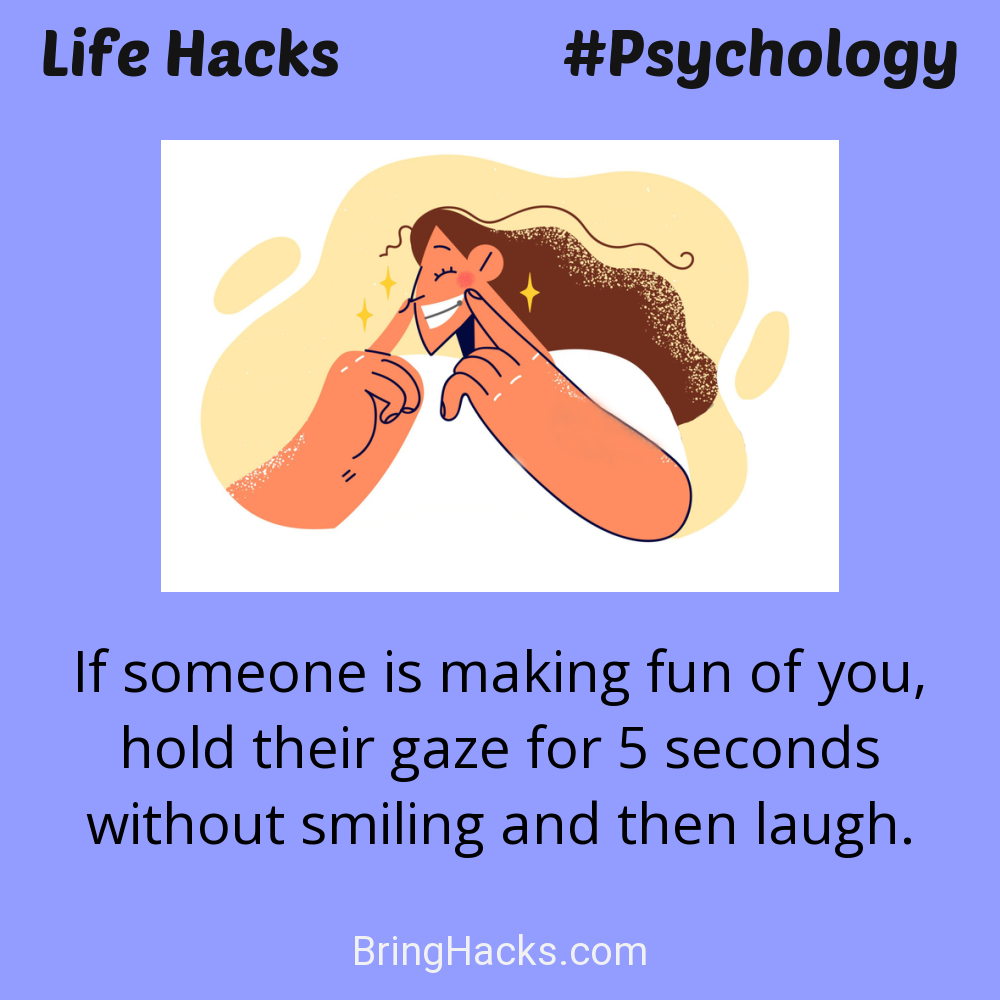 Life Hacks
#Psychology
If someone is making fun of you,
hold their gaze for 5 seconds
without smiling and then laugh.
BringHacks.com